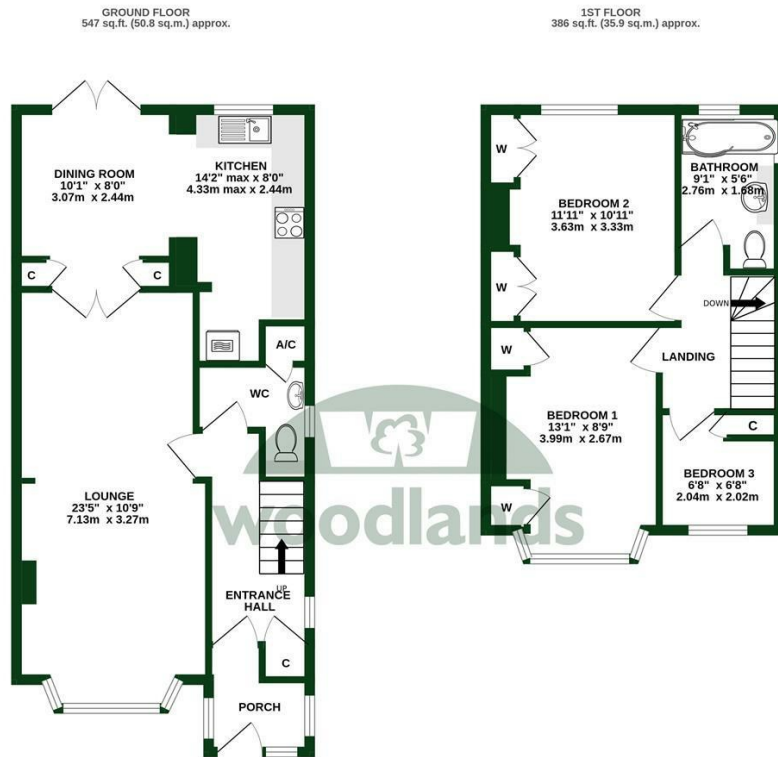 GROUND FLOOR
547 sq.ft. (50.8 sq.m.) approx.
1ST FLOOR
386 sq.ft. (35.9 sq.m.) approx.
DINING ROOM
10'1" x 8'0"
3.07m x 2.44m
KITCHEN
14'2" max x 8'0"
4.33m max x 2.44m
C
C
A/C
WC
LOUNGE
23'5" x 10'9"
7.13m x 3.27m
UP
ENTRANCE
HALL
C
PORCH
W
BEDROOM 2
11'11" x 10'11"
3.63m x 3.33m
W
BATHROOM
9'1" x 5'6"
2.76m x 1.68m
DOWN
LANDING
W
BEDROOM 1
13'1" x 8'9"
3.99m x 2.67m
W
C
BEDROOM 3
6'8" x 6'8"
2.04m x 2.02m
woodlands